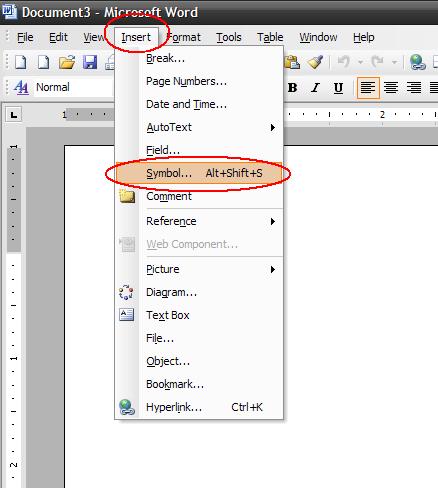 Document3 - Microsoft Word
File Edit View Insert Format Tools Table Window Help
Normal B I U
1 1 2
Break...
Page Numbers...
Date and Time...
AutoText
Field...
Symbol... Alt+Shift+S
Comment
Reference
Web Component...
Picture
Diagram...
Text Box
File...
Object...
Bookmark...
Hyperlink... Ctrl+K
1
1
2